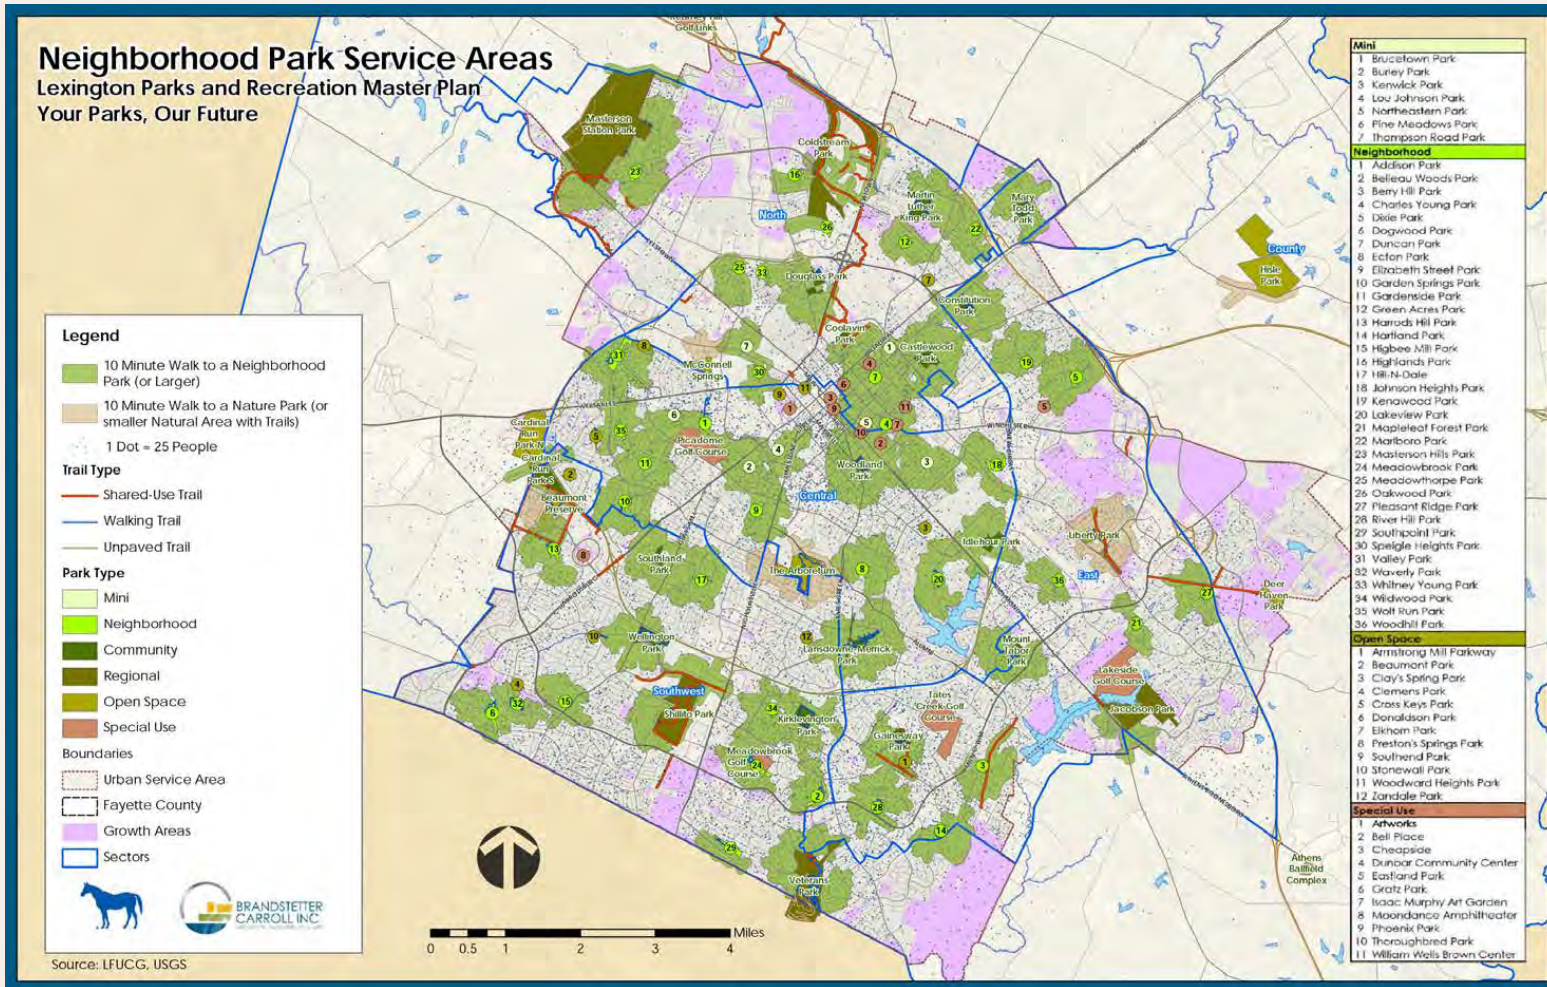 Neighborhood Park Service Areas
Lexington Parks and Recreation Master Plan
Your Parks, Our Future
Legend
10 Minute Walk to a Neighborhood
Park (or Larger)
10 Minute Walk to a Nature Park (or
smaller Natural Area with Trails)
1 Dot = 25 People
Trail Type
Shared-Use Trail
Walking Trail
Unpaved Trail
Park Type
Mini
Neighborhood
Community
Regional
Open Space
Special Use
Boundaries
Urban Service Area
Fayette County
Growth Areas
Sectors
BRANDSTETTER
CARROLL INC
Source: LFUCG, USGS
0 0.5 1 2 3 4
Miles
Golf Links
Masterson
Station Park
Coldstream
Park
North
Martin
Luther
King Park
Mary
Todd
Park
County
Hisle
Park
Douglass Park
Constitution
Park
Coolavin
Park
Castlewood
Park
McConnell
Springs
Cardinal
Run
Park N
Cardinal
Run
Park S
Picadome
Golf Course
Woodland
Park
Central
Beaumont
Preserve
Southland
Park
The Arboretum
Idlehour Park
Liberty Park
East
Deer
Haven
Park
Wellington
Park
Lansdowne-Merrick
Park
Mount
Tabor
Park
Lakeside
Golf Course
Jacobson Park
Southwest
Shillito Park
Kirklevington
Park
Tates
Creek Golf
Course
Gainesway
Park
Meadowbrook
Golf
Course
Veterans
Park
Athens
Ballfield
Complex
Mini
1 Brucetown Park
2 Burley Park
3 Kenwick Park
4 Lou Johnson Park
5 Northeastern Park
6 Pine Meadows Park
7 Thompson Road Park
Neighborhood
1 Addison Park
2 Belleau Woods Park
3 Berry Hill Park
4 Charles Young Park
5 Dixie Park
6 Dogwood Park
7 Duncan Park
8 Ecton Park
9 Elizabeth Street Park
10 Garden Springs Park
11 Gardenside Park
12 Green Acres Park
13 Harrods Hill Park
14 Hartland Park
15 Higbee Mill Park
16 Highlands Park
17 Hill-N-Dale
18 Johnson Heights Park
19 Kenawood Park
20 Lakeview Park
21 Mapleleaf Forest Park
22 Marlboro Park
23 Masterson Hills Park
24 Meadowbrook Park
25 Meadowthorpe Park
26 Oakwood Park
27 Pleasant Ridge Park
28 River Hill Park
29 Southpoint Park
30 Speigle Heights Park
31 Valley Park
32 Waverly Park
33 Whitney Young Park
34 Wildwood Park
35 Wolf Run Park
36 Woodhill Park
Open Space
1 Armstrong Mill Parkway
2 Beaumont Park
3 Clay's Spring Park
4 Clemens Park
5 Cross Keys Park
6 Donaldson Park
7 Elkhorn Park
8 Preston's Springs Park
9 Southend Park
10 Stonewall Park
11 Woodward Heights Park
12 Zandale Park
Special Use
1 Artworks
2 Bell Place
3 Cheapside
4 Dunbar Community Center
5 Eastland Park
6 Gratz Park
7 Isaac Murphy Art Garden
8 Moondance Amphitheater
9 Phoenix Park
10 Thoroughbred Park
11 William Wells Brown Center